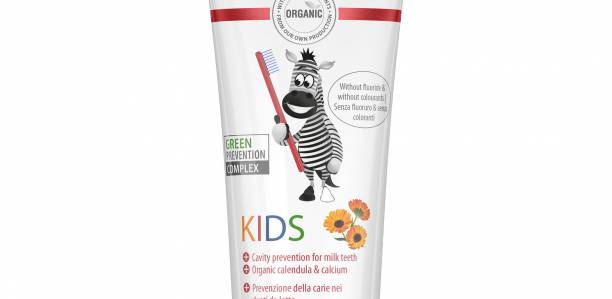 ORGANIC
FROM OUR OWN PRODUCTION
Without fluoride &
without colourants
Senza fluoruro & senza
coloranti
GREEN
PREVENTION
COMPLEX
KIDS
Cavity prevention for milk teeth
Organic calendula & calcium
Prevenzione della carie nei
denti da latte